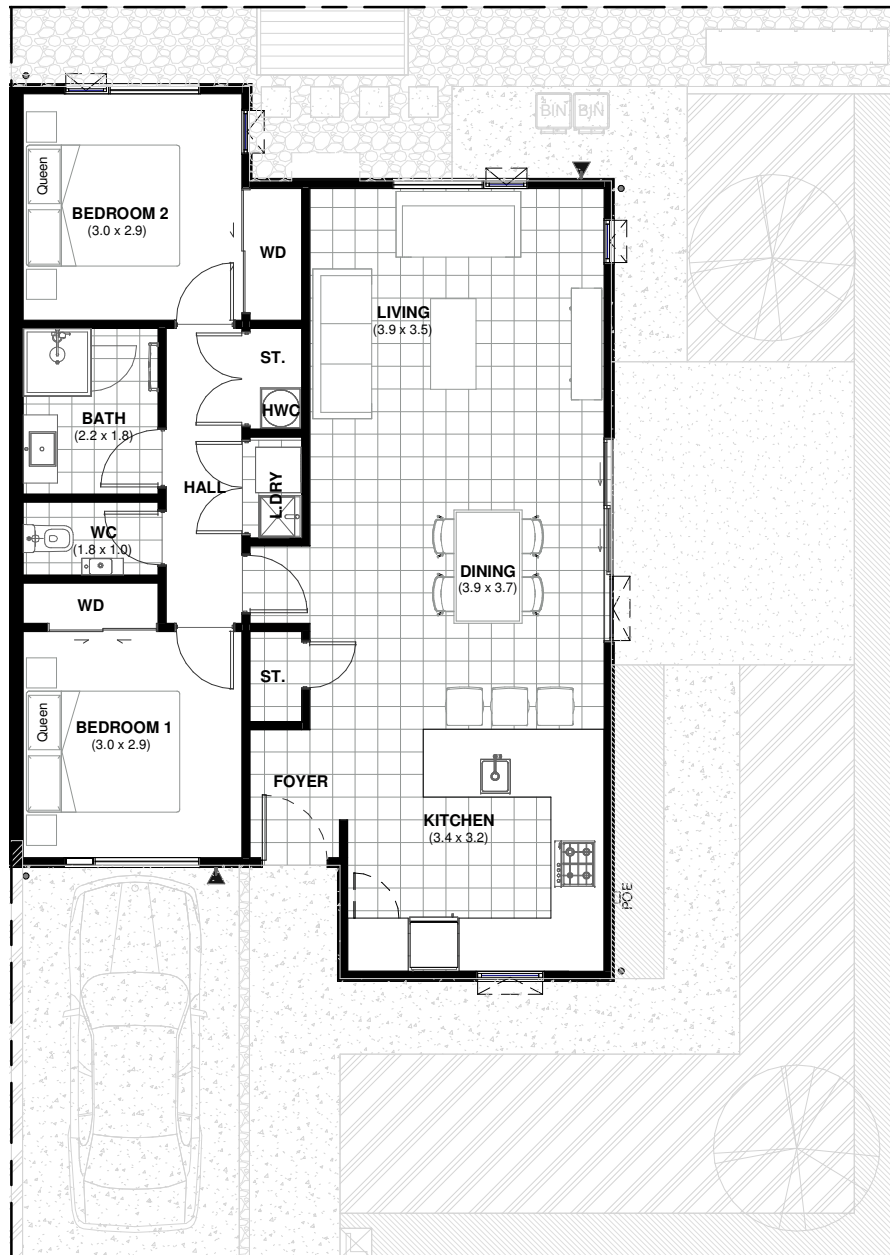 BIN
BIN
Queen
BEDROOM 2
(3.0 x 2.9)
WD
LIVING
(3.9 x 3.5)
ST.
HWC
BATH
(2.2 x 1.8)
HALL
L.DRY
WC
(1.8 x 1.0)
DINING
(3.9 x 3.7)
WD
ST.
Queen
BEDROOM 1
(3.0 x 2.9)
FOYER
KITCHEN
(3.4 x 3.2)
POE